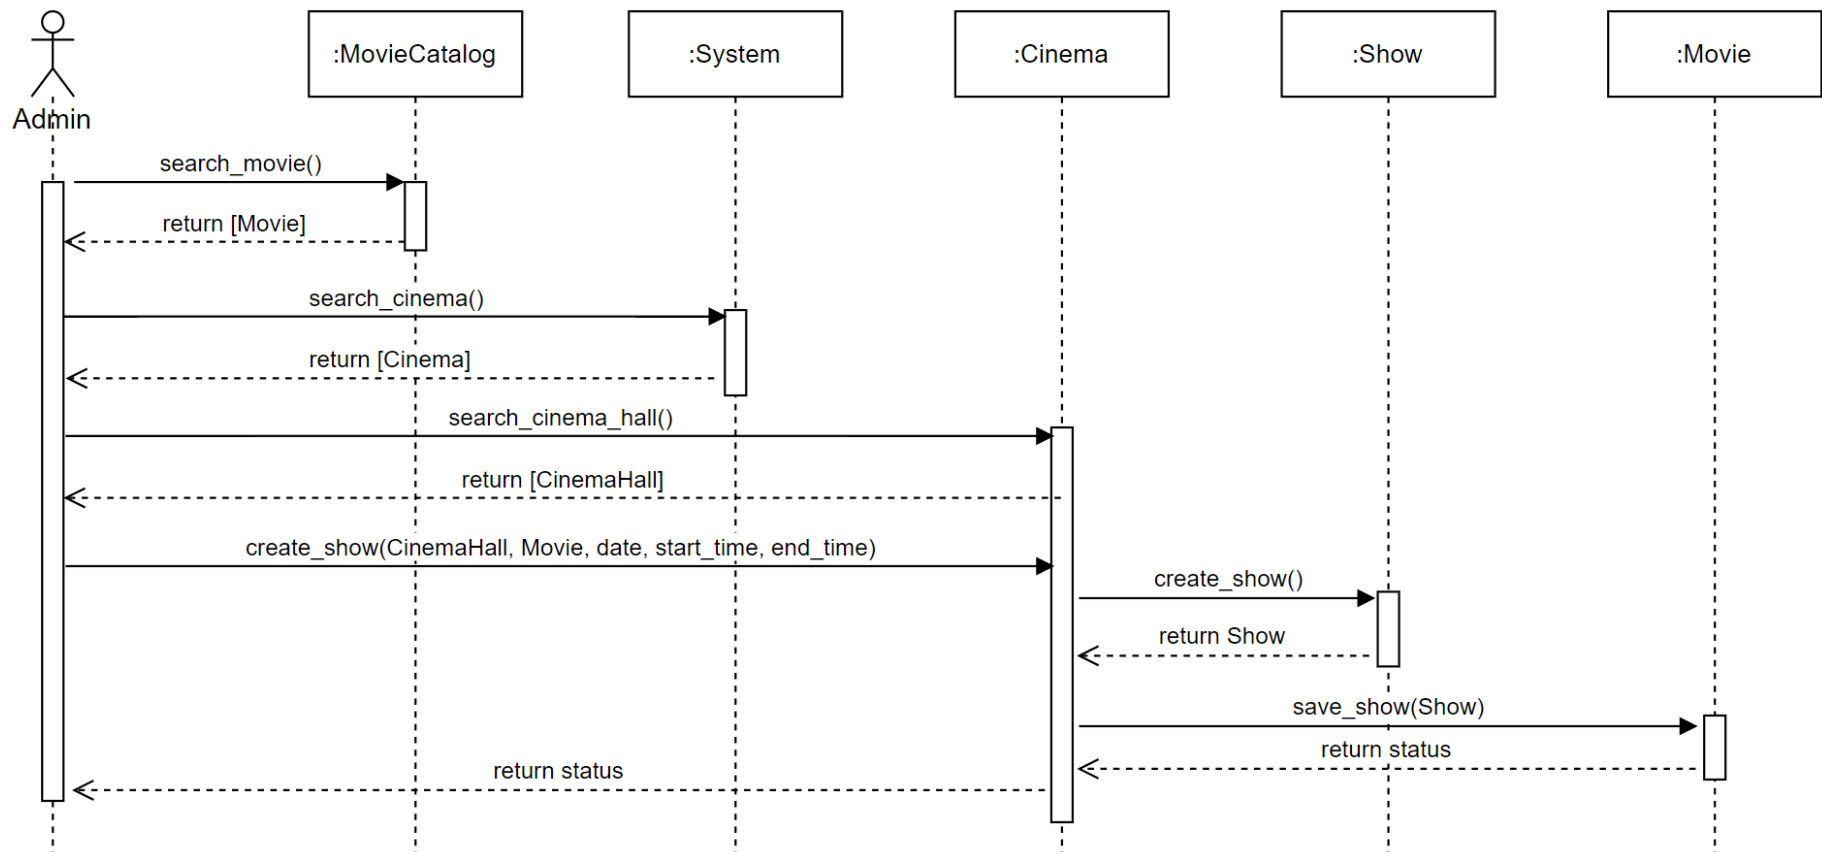 :MovieCatalog
:System
:Cinema
:Show
:Movie
Admin
search_movie()
return [Movie]
search_cinema()
return [Cinema]
search_cinema_hall()
return [CinemaHall]
create_show(CinemaHall, Movie, date, start_time, end_time)
create_show()
return Show
save_show(Show)
return status
return status